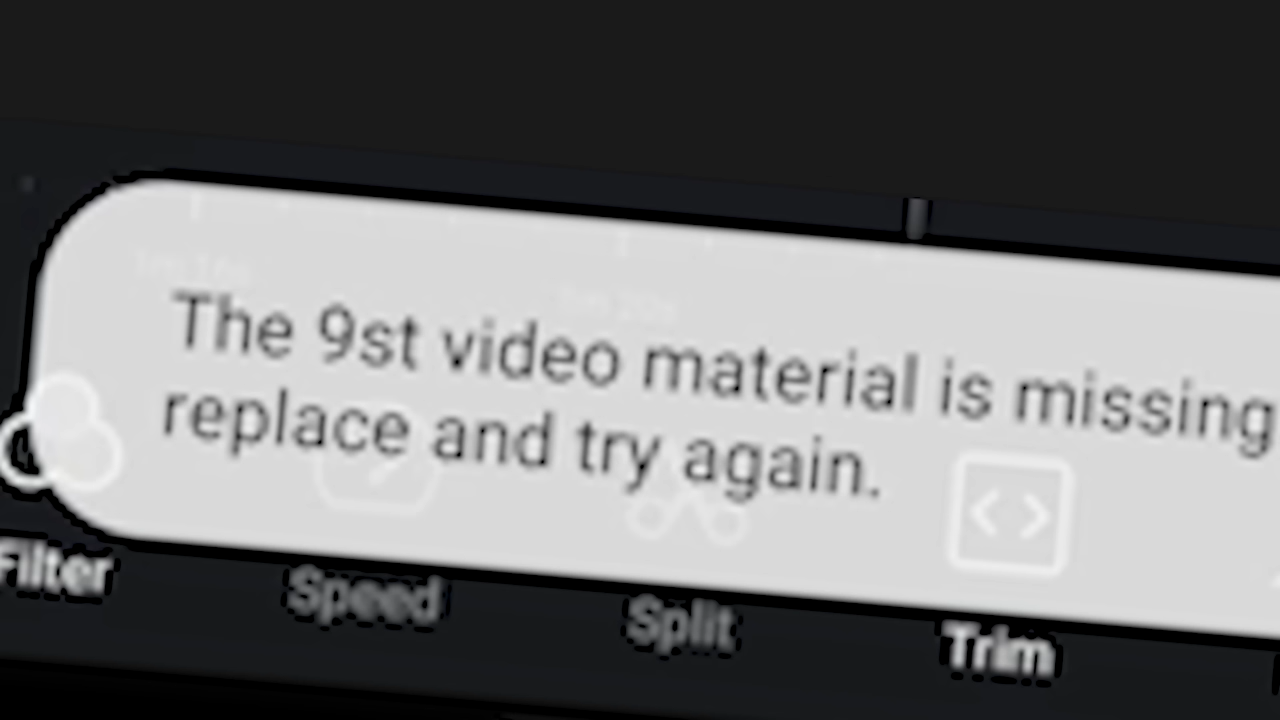 The 9st video material is missing
replace and try again.
Filter
Speed
Split
Trim